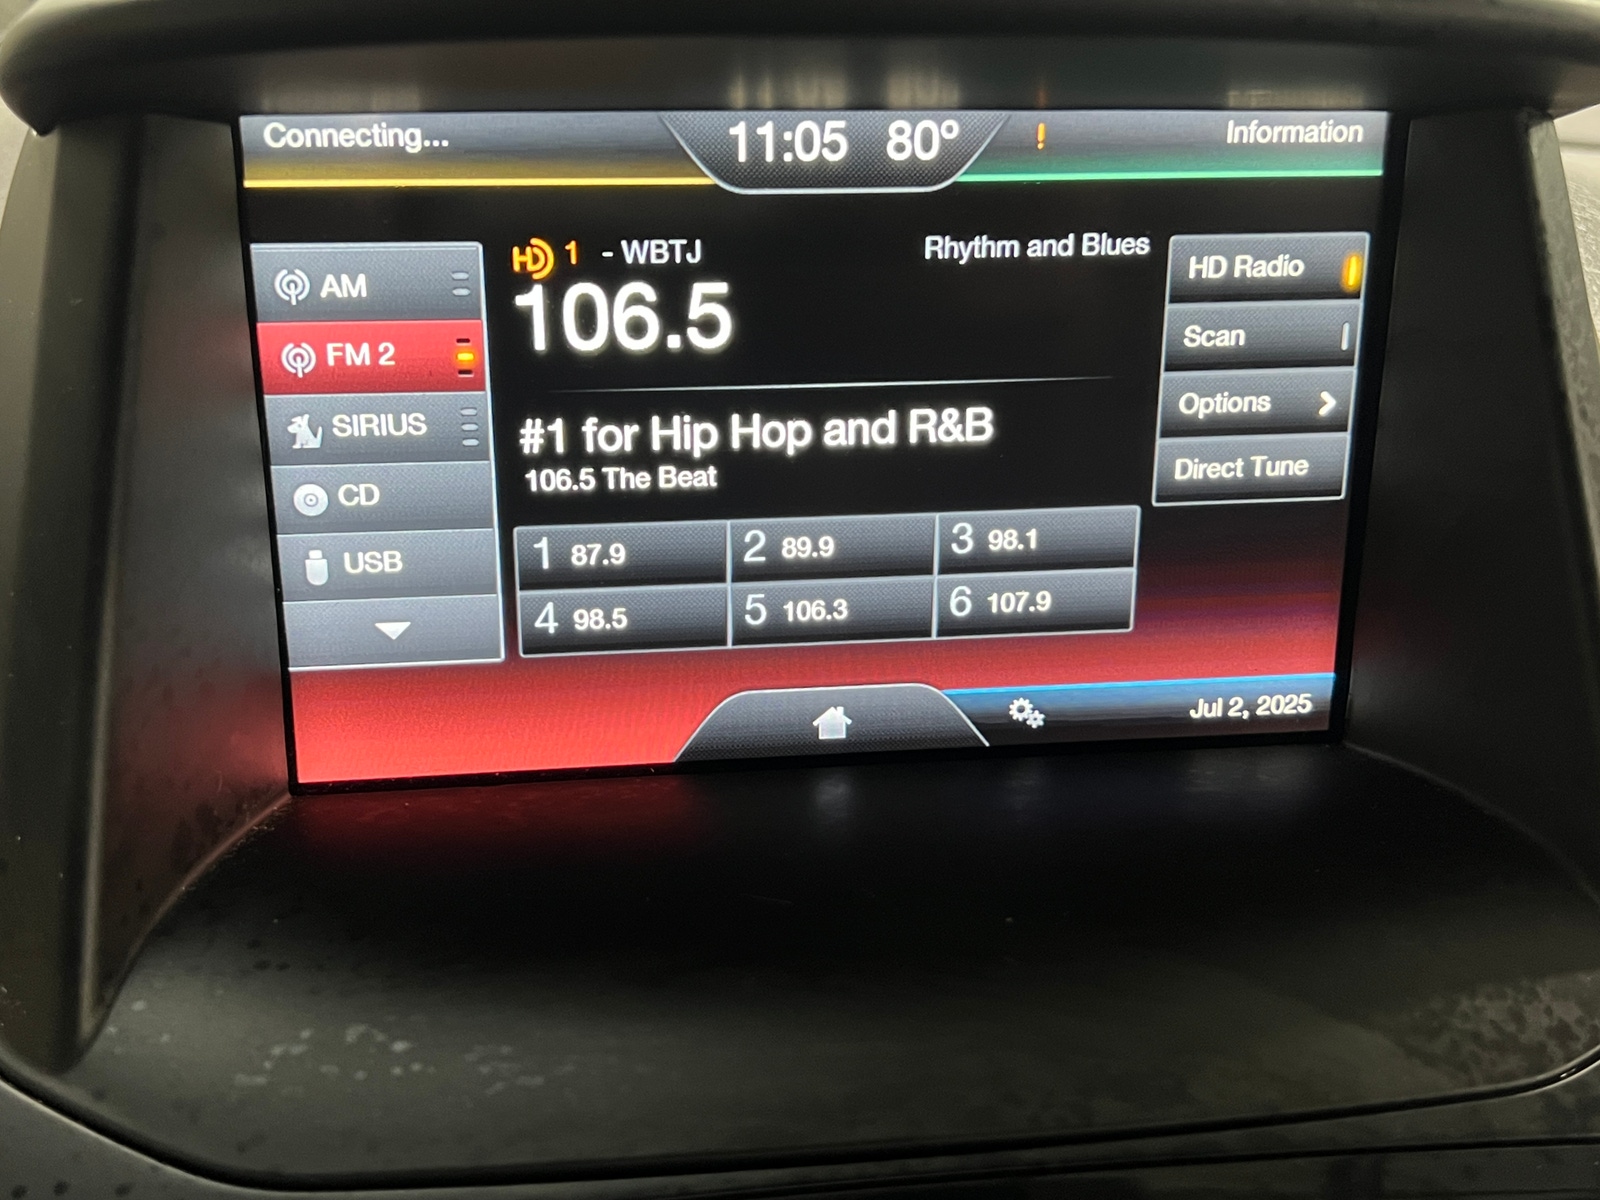 Connecting...
11:05 80°
!
Information
AM
FM 2
SIRIUS
CD
USB
HD 1 - WBTJ
Rhythm and Blues
106.5
#1 for Hip Hop and R&B
106.5 The Beat
1 87.9
2 89.9
3 98.1
4 98.5
5 106.3
6 107.9
HD Radio
Scan
Options
Direct Tune
Jul 2, 2025